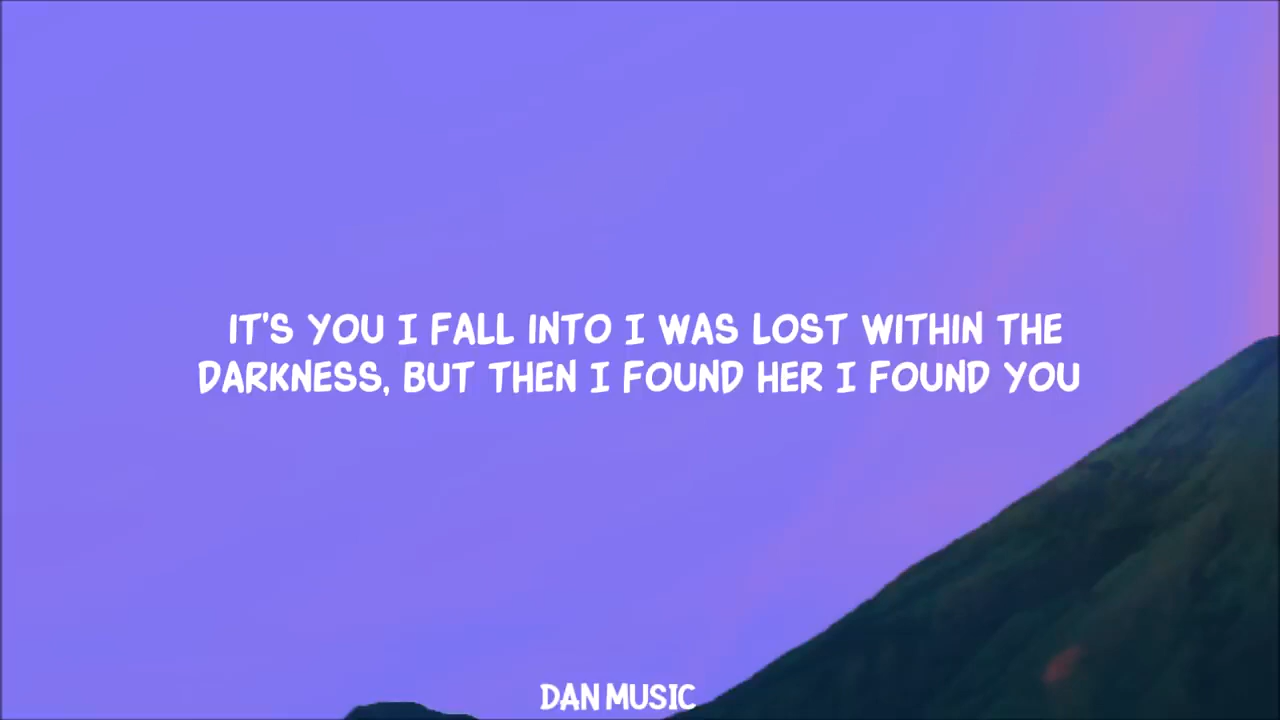 IT'S YOU I FALL INTO I WAS LOST WITHIN THE
DARKNESS, BUT THEN I FOUND HER I FOUND YOU
DAN MUSIC